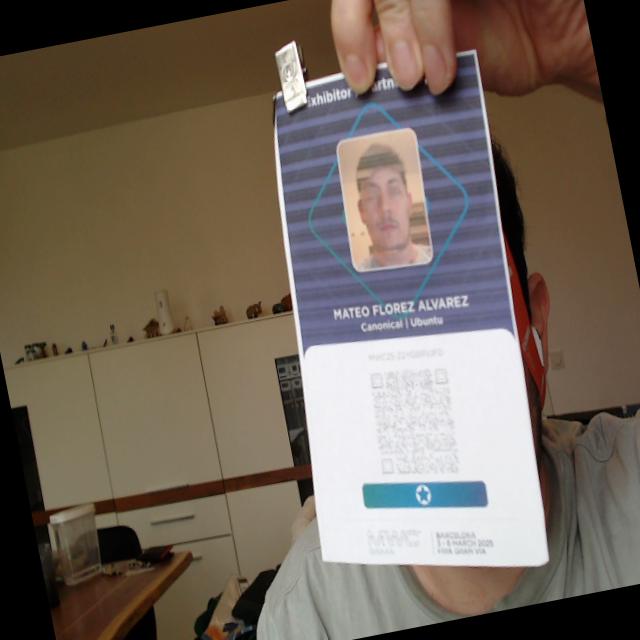 Exhibitor
MATEO FLOREZ ALVAREZ
Canonical | Ubuntu
BARCELONA
3 - 6 MARCH 2025
FIRA GRAN VIA